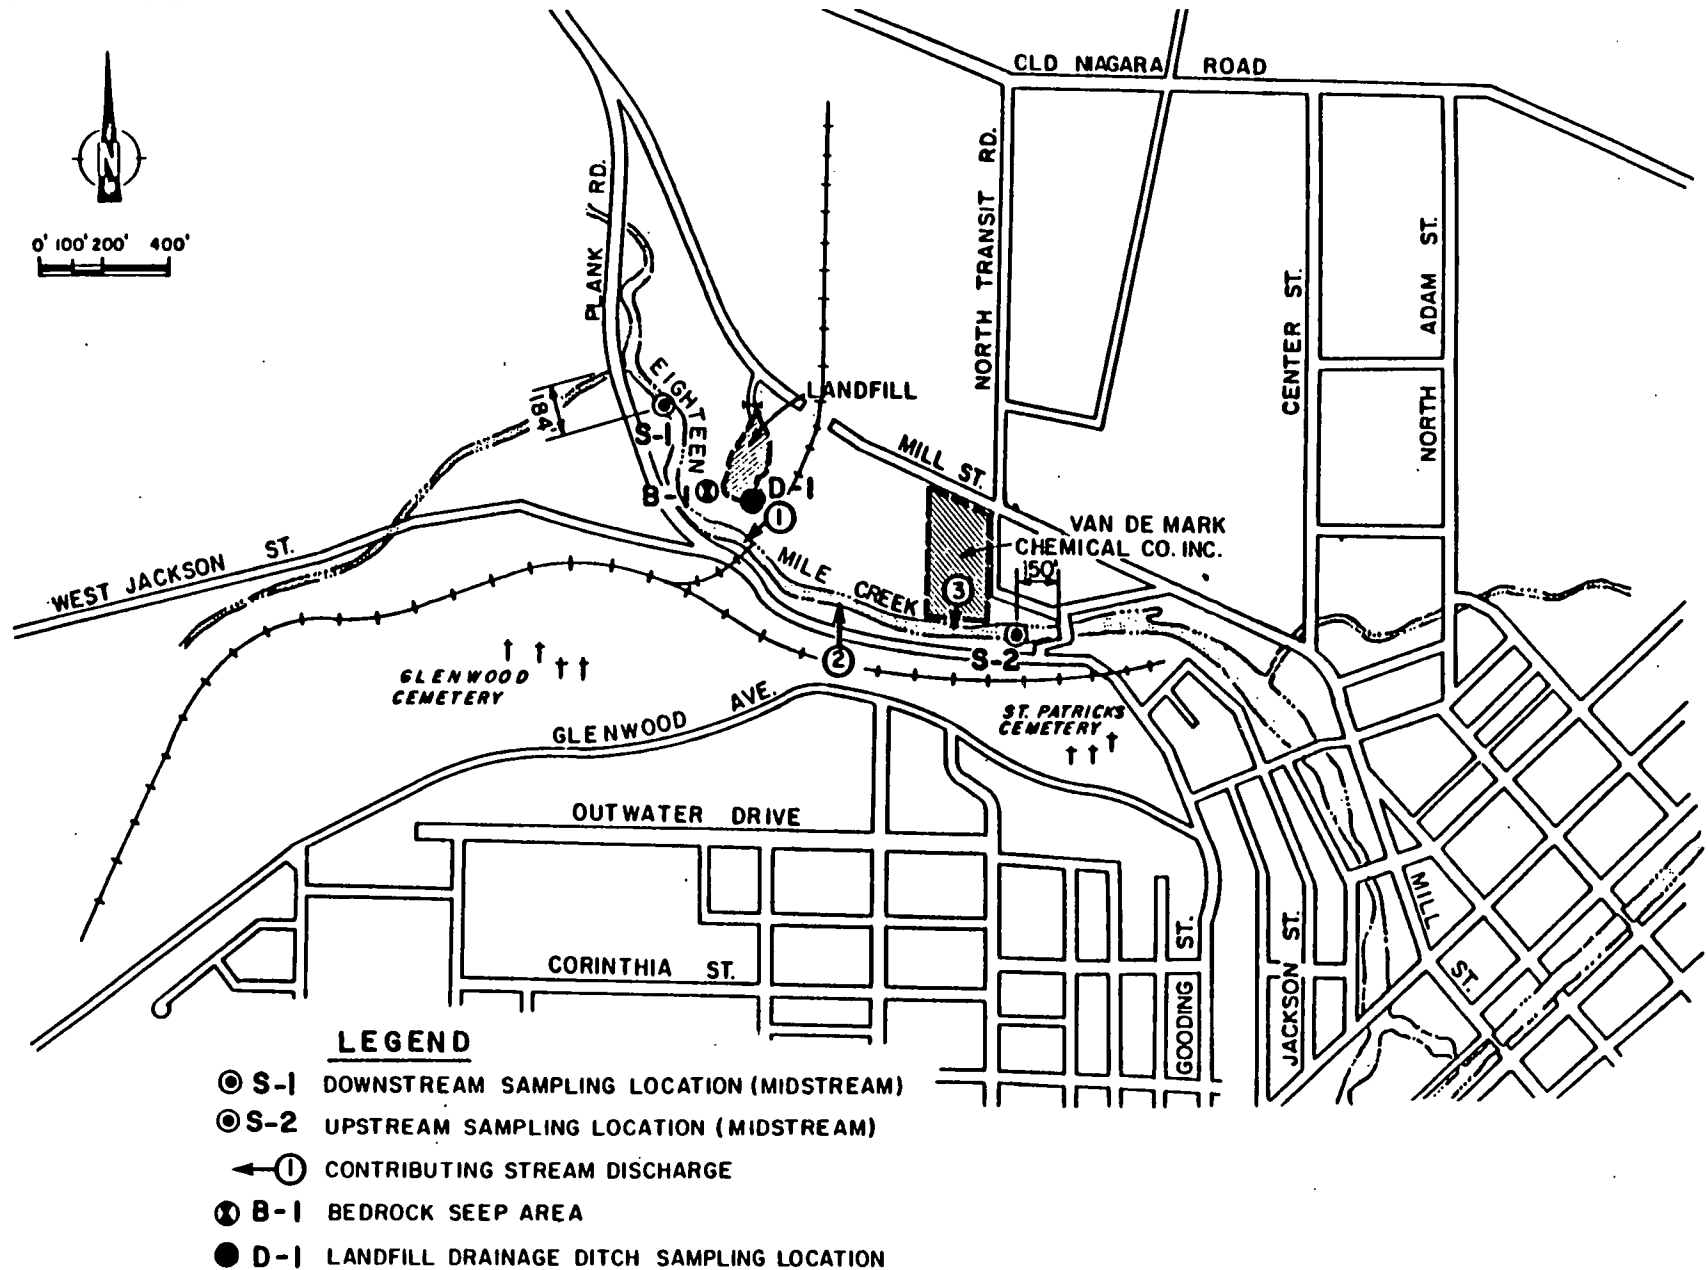 CLD NIAGARA ROAD
N
0' 100' 200' 400'
PLANK RD.
NORTH TRANSIT RD.
CENTER ST.
NORTH ADAM ST.
EIGHTEEN
MILE
CREEK
184'
S-1
LANDFILL
B-1
D-1
1
MILL ST.
VAN DE MARK
CHEMICAL CO. INC.
150'
3
2
S-2
WEST JACKSON ST.
GLENWOOD
CEMETERY
GLENWOOD AVE.
ST. PATRICKS
CEMETERY
OUTWATER DRIVE
CORINTHIA ST.
GOODING ST.
JACKSON ST.
MILL ST.
LEGEND
S-1 DOWNSTREAM SAMPLING LOCATION (MIDSTREAM)
S-2 UPSTREAM SAMPLING LOCATION (MIDSTREAM)
1 CONTRIBUTING STREAM DISCHARGE
B-1 BEDROCK SEEP AREA
D-1 LANDFILL DRAINAGE DITCH SAMPLING LOCATION